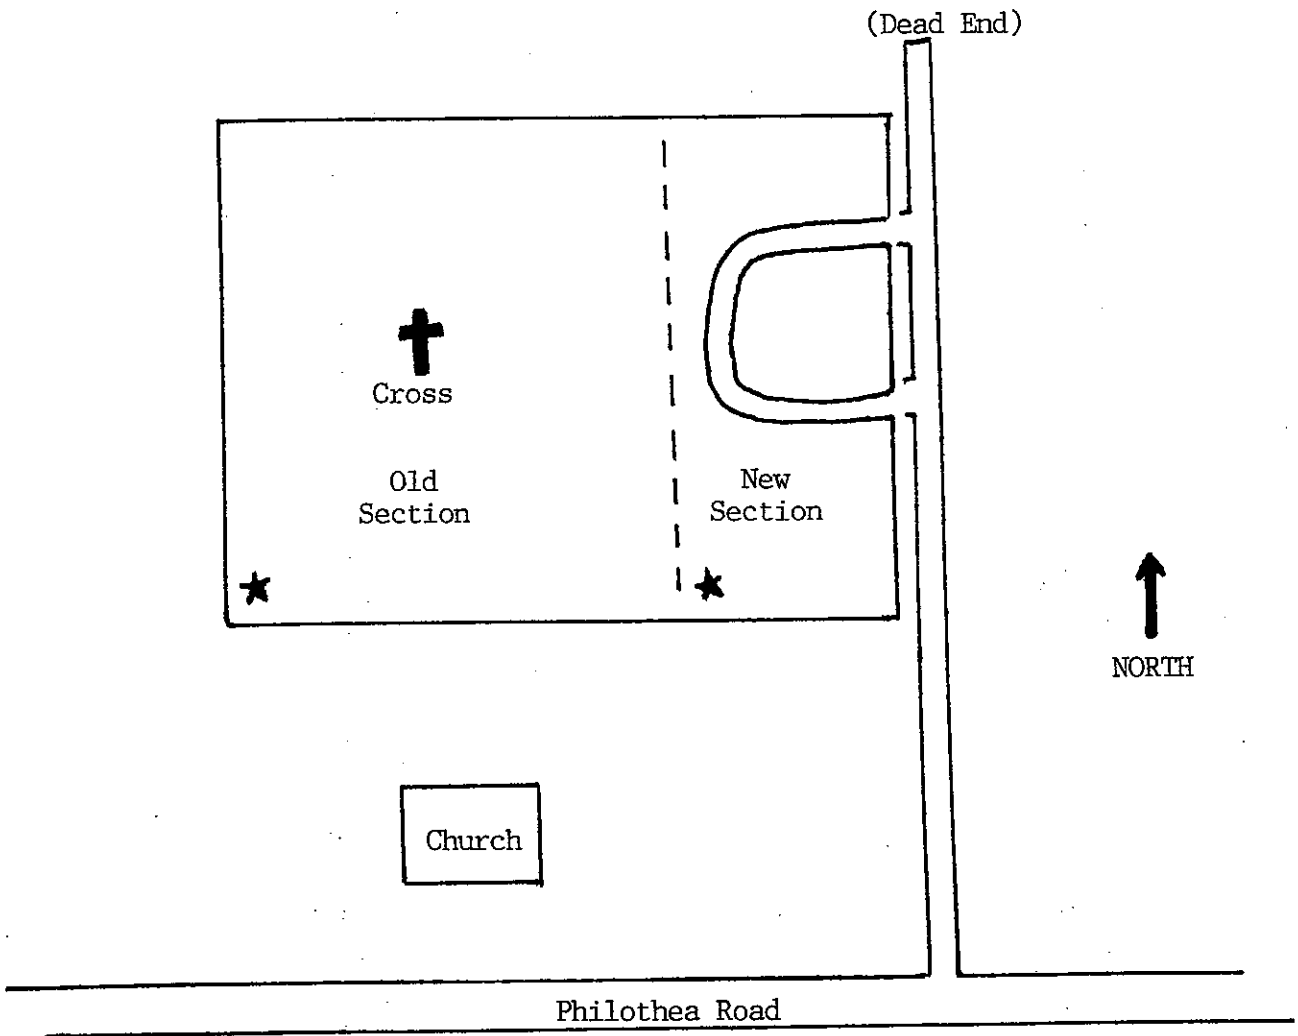 (Dead End)
Cross
Old
Section
New
Section
NORTH
Church
Philothea Road